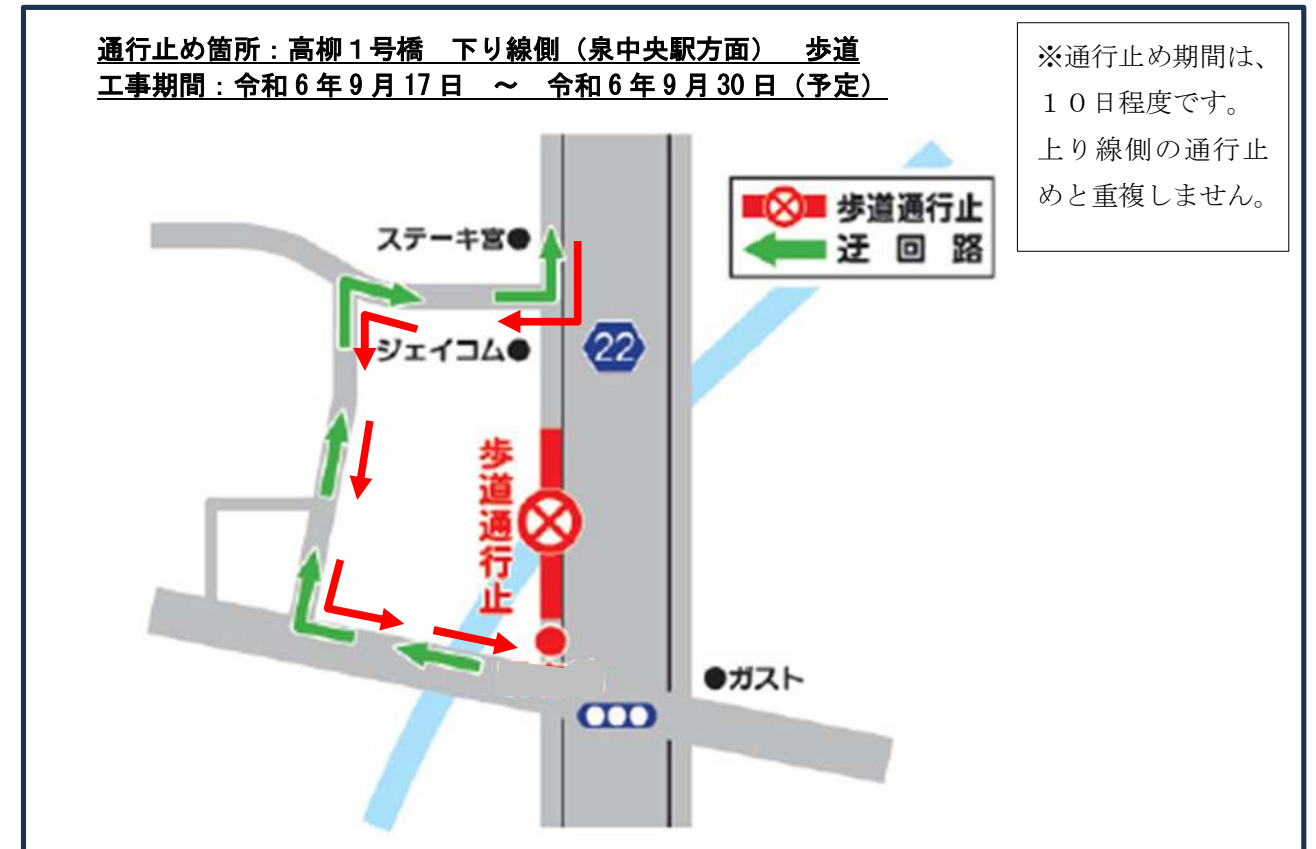 通行止め箇所：高柳１号橋　下り線側（泉中央駅方面）　歩道
工事期間：令和６年９月17日　～　令和６年９月30日（予定）
※通行止め期間は、
１０日程度です。
上り線側の通行止
めと重複しません。
歩道通行止
迂回路
ステーキ宮●
ジェイコム●
22
歩道通行止
●ガスト